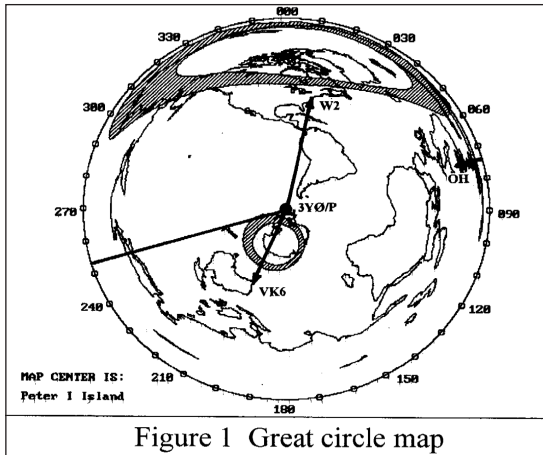 000
330
030
300
060
W2
ÖH
270
3YØ/P
090
240
VK6
120
210
150
MAP CENTER IS:
Peter I Island
180
Figure 1 Great circle map